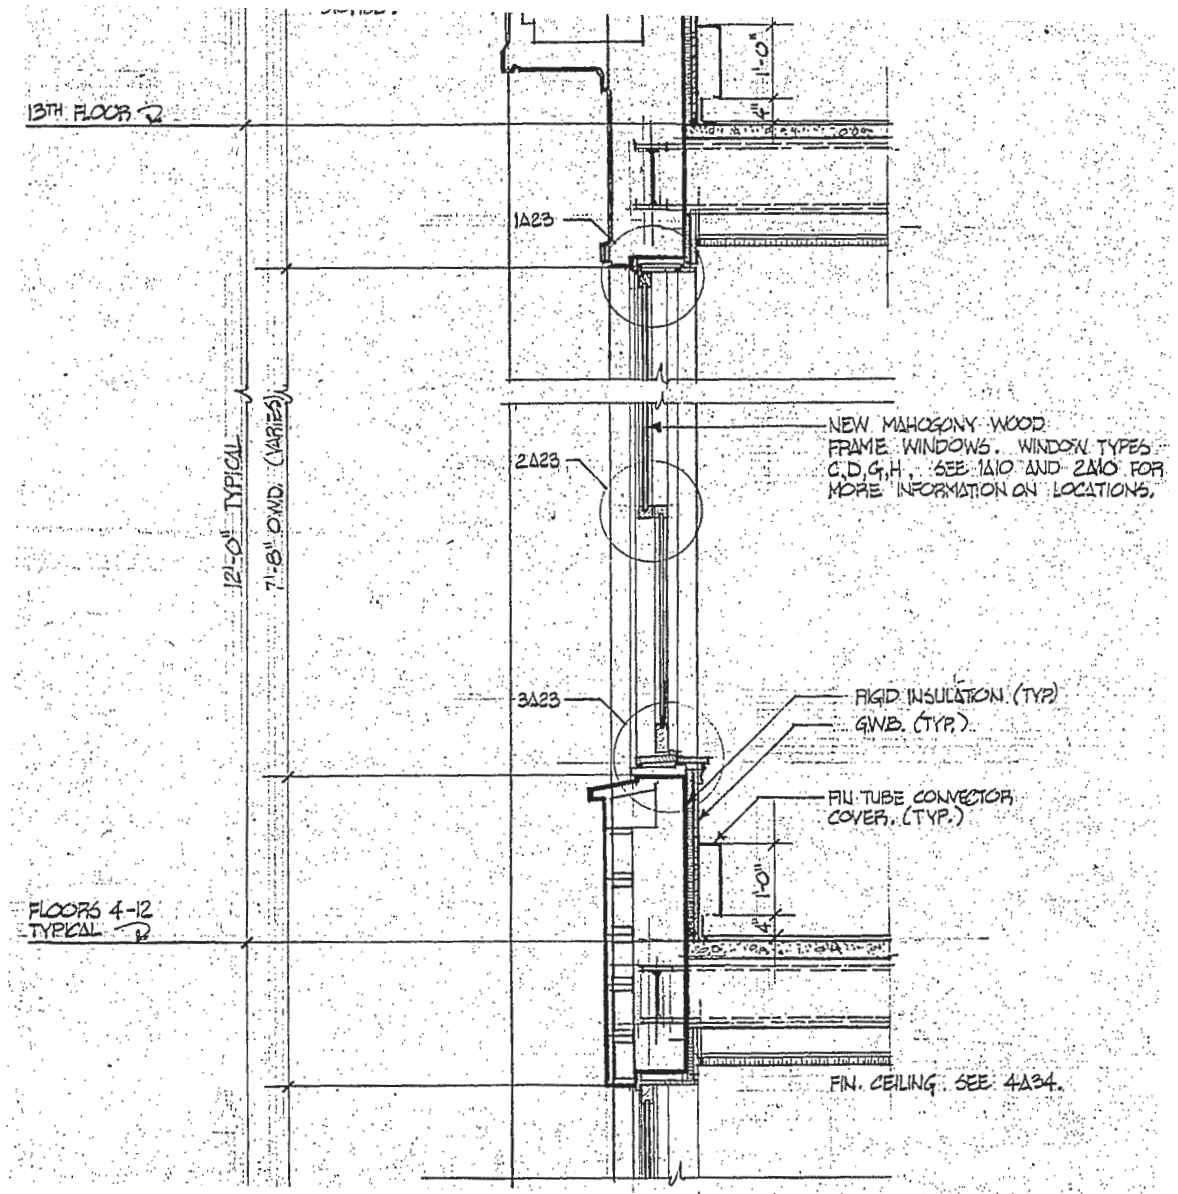 1'-0"
4"
13TH FLOOR
1A23
NEW MAHOGONY WOOD
FRAME WINDOWS. WINDOW TYPES
C,D,G,H. SEE 1A10 AND 2A10 FOR
MORE INFORMATION ON LOCATIONS.
2A23
12'-0" TYPICAL
7'-8" O.W.D. (VARIES)
3A23
RIGID INSULATION (TYP)
G.W.B. (TYP.)
FIN TUBE CONVECTOR
COVER. (TYP.)
1'-0"
4"
FLOORS 4-12
TYPICAL
FIN. CEILING. SEE 4A34.